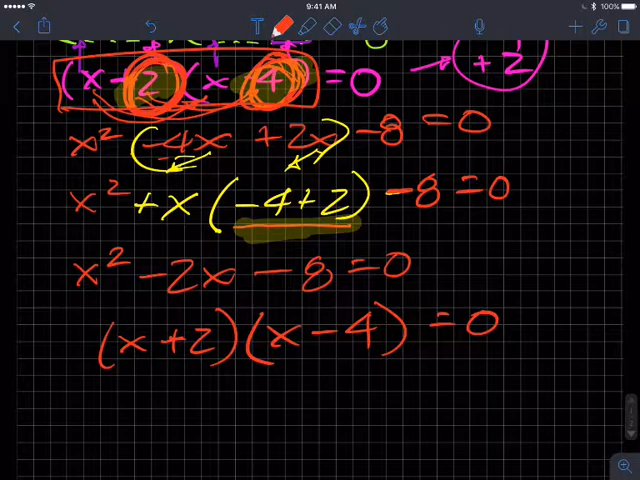 9:41 AM
T
(x+2)(x-4)=0 → +2
x² -4x +2x -8=0
x² +x (-4+2) -8=0
x² -2x -8=0
(x+2)(x-4) =0